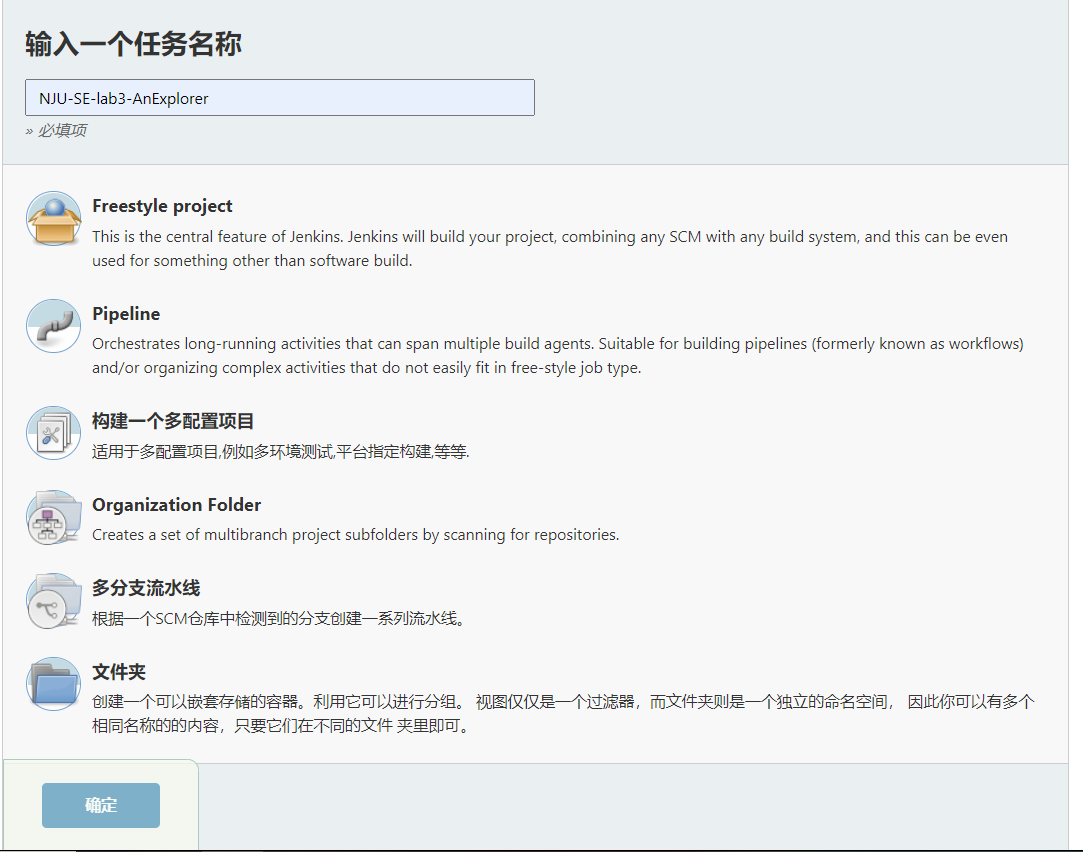 输入一个任务名称
NJU-SE-lab3-AnExplorer
» 必填项
Freestyle project
This is the central feature of Jenkins. Jenkins will build your project, combining any SCM with any build system, and this can be even
used for something other than software build.
Pipeline
Orchestrates long-running activities that can span multiple build agents. Suitable for building pipelines (formerly known as workflows)
and/or organizing complex activities that do not easily fit in free-style job type.
构建一个多配置项目
适用于多配置项目,例如多环境测试,平台指定构建,等等.
Organization Folder
Creates a set of multibranch project subfolders by scanning for repositories.
多分支流水线
根据一个SCM仓库中检测到的分支创建一系列流水线。
文件夹
创建一个可以嵌套存储的容器。利用它可以进行分组。 视图仅仅是一个过滤器，而文件夹则是一个独立的命名空间， 因此你可以有多个
相同名称的的内容，只要它们在不同的文件 夹里即可。
确定